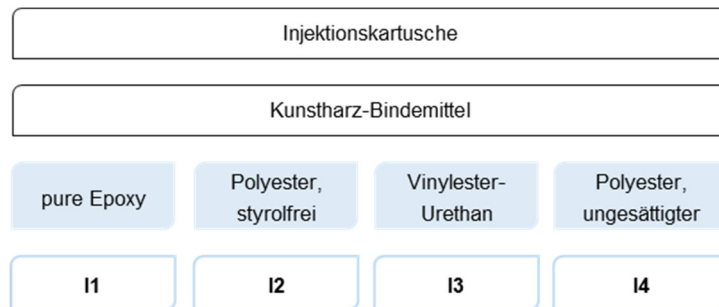 Injektionskartusche
Kunstharz-Bindemittel
pure Epoxy
Polyester,
styrolfrei
Vinylester-
Urethan
Polyester,
ungesättigter
I1
I2
I3
I4